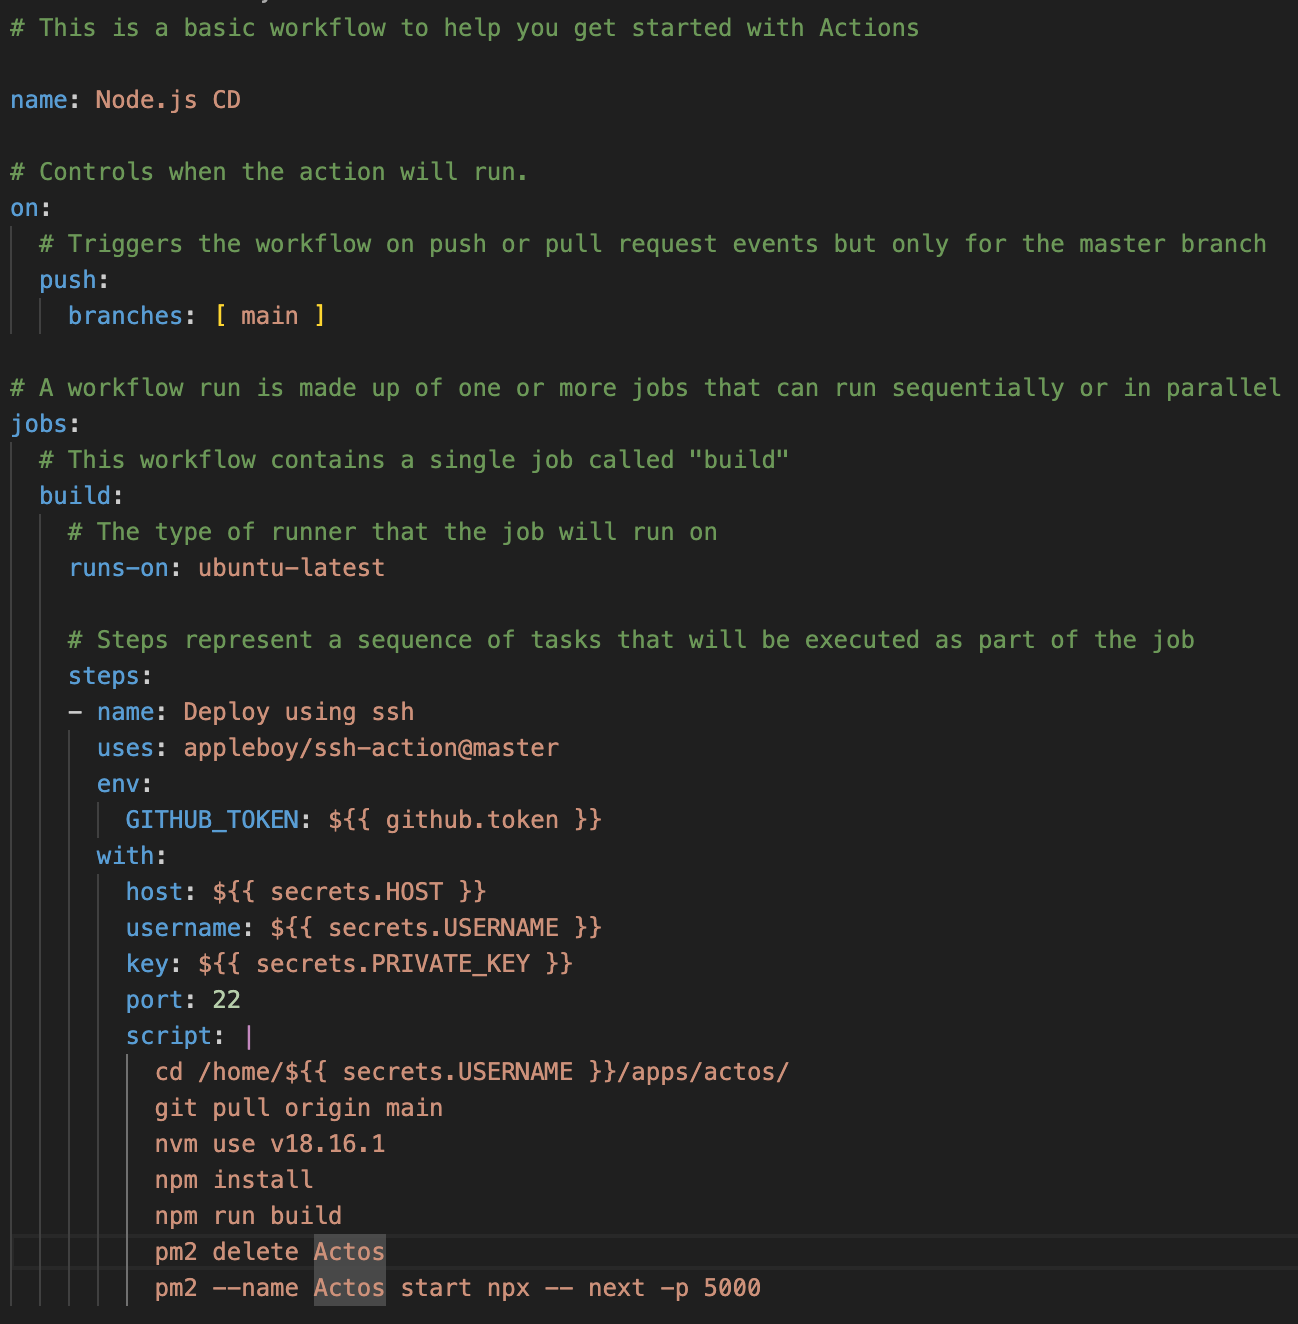 # This is a basic workflow to help you get started with Actions
name: Node.js CD
# Controls when the action will run.
on:
# Triggers the workflow on push or pull request events but only for the master branch
push:
branches: [ main ]
# A workflow run is made up of one or more jobs that can run sequentially or in parallel
jobs:
# This workflow contains a single job called "build"
build:
# The type of runner that the job will run on
runs-on: ubuntu-latest
# Steps represent a sequence of tasks that will be executed as part of the job
steps:
- name: Deploy using ssh
uses: appleboy/ssh-action@master
env:
GITHUB_TOKEN: ${{ github.token }}
with:
host: ${{ secrets.HOST }}
username: ${{ secrets.USERNAME }}
key: ${{ secrets.PRIVATE_KEY }}
port: 22
script: |
cd /home/${{ secrets.USERNAME }}/apps/actos/
git pull origin main
nvm use v18.16.1
npm install
npm run build
pm2 delete Actos
pm2 --name Actos start npx -- next -p 5000